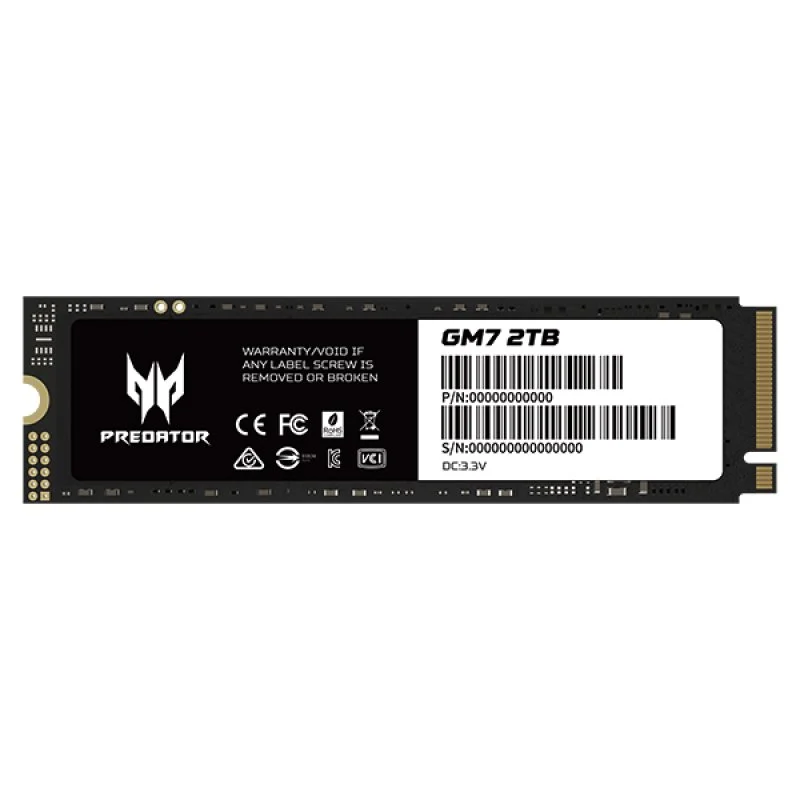 PREDATOR
WARRANTY/VOID IF
ANY LABEL SCREW IS
REMOVED OR BROKEN
CE FC RoHS
VCI
GM7 2TB
P/N:00000000000
S/N:000000000000000
DC:3.3V